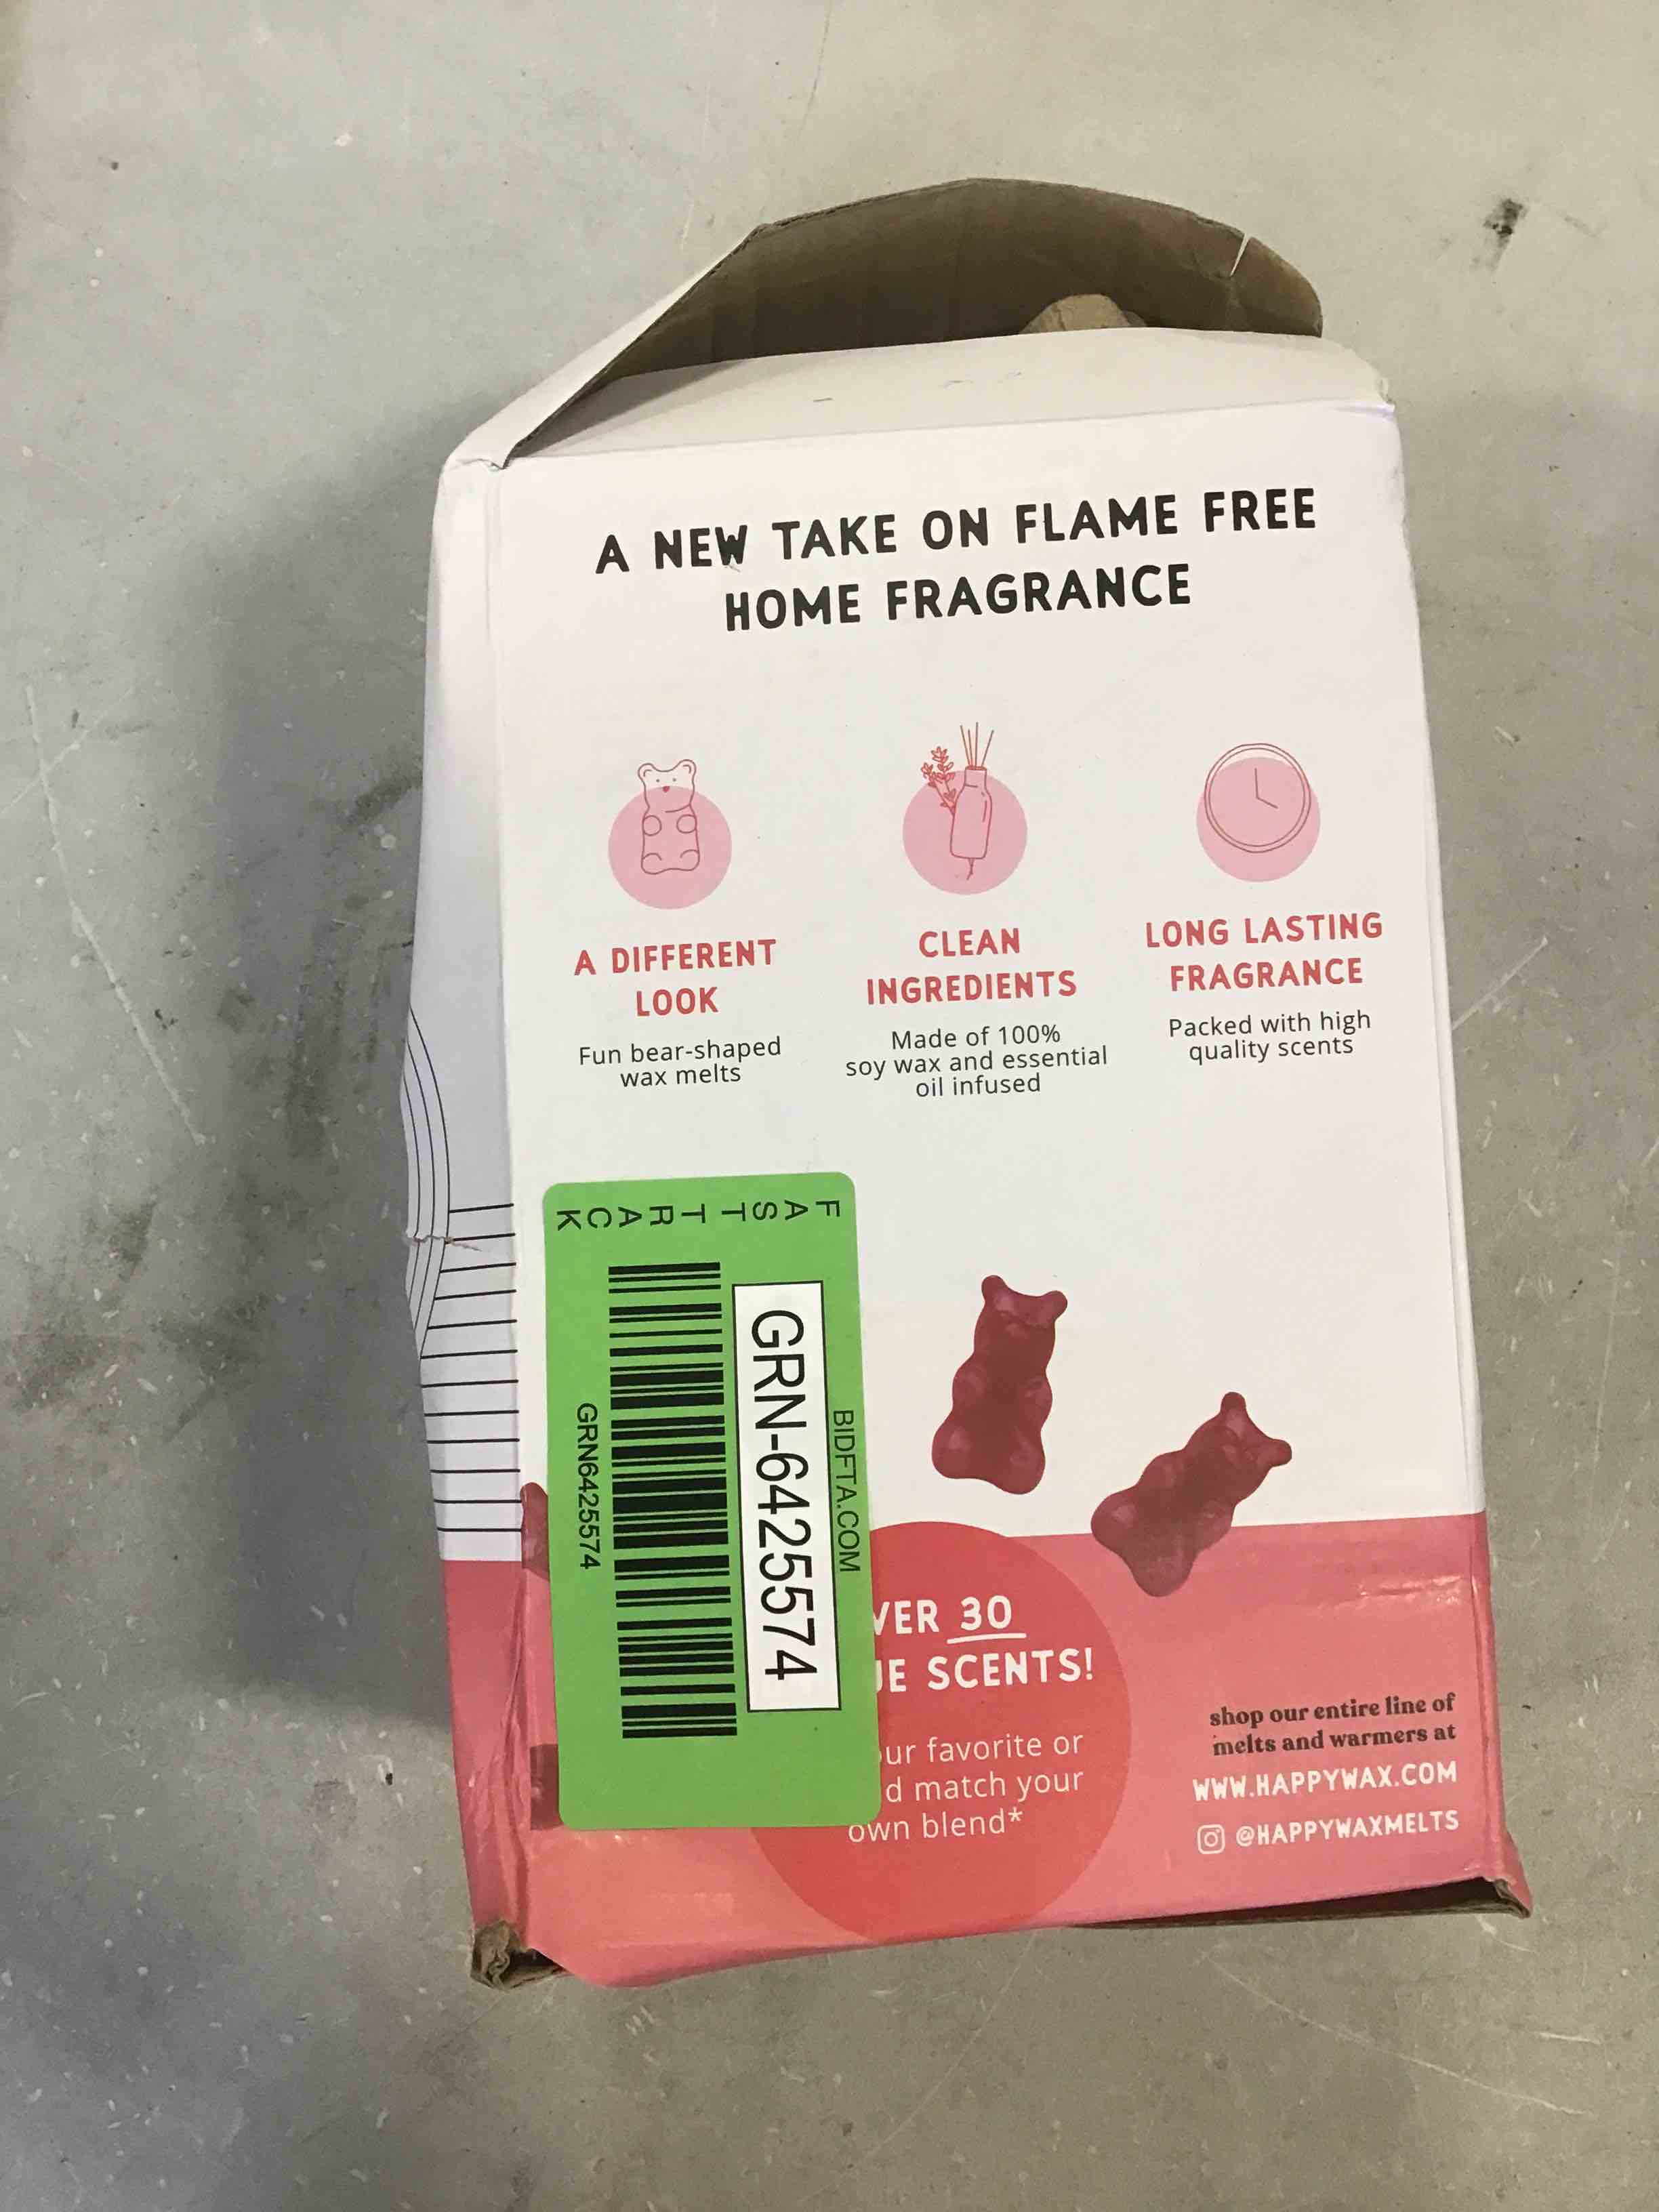 A NEW TAKE ON FLAME FREE
HOME FRAGRANCE
A DIFFERENT
LOOK
Fun bear-shaped
wax melts
CLEAN
INGREDIENTS
Made of 100%
soy wax and essential
oil infused
LONG LASTING
FRAGRANCE
Packed with high
quality scents
FAST TRACK
BIDFTA.COM
GRN-6425574
GRN6425574
VER 30
UE SCENTS!
ur favorite or
d match your
own blend*
shop our entire line of
melts and warmers at
WWW.HAPPYWAX.COM
@HAPPYWAXMELTS